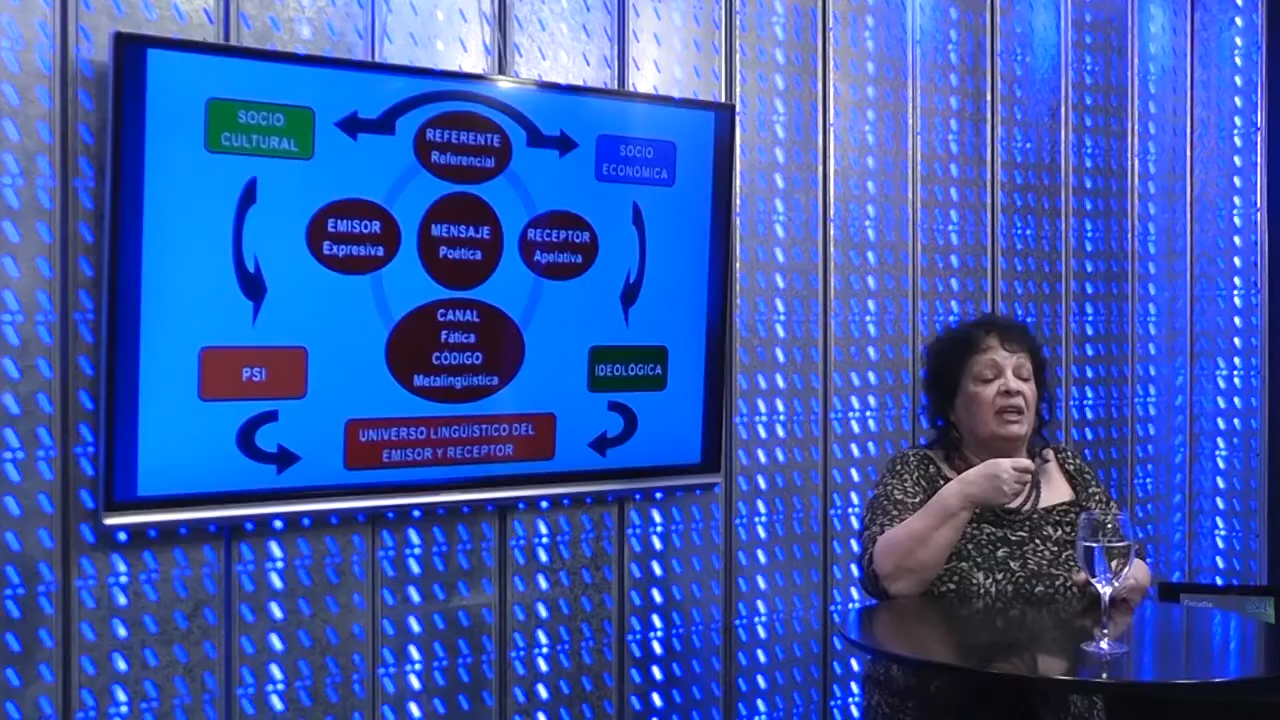 SOCIO
CULTURAL
REFERENTE
Referencial
SOCIO
ECONÓMICA
EMISOR
Expresiva
MENSAJE
Poética
RECEPTOR
Apelativa
CANAL
Fática
CÓDIGO
Metalingüística
PSI
IDEOLÓGICA
UNIVERSO LINGÜÍSTICO DEL
EMISOR Y RECEPTOR